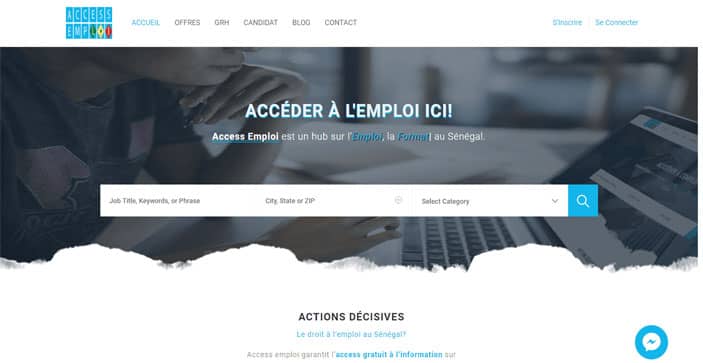 ACCESS
EMPLOI
ACCUEIL OFFRES GRH CANDIDAT BLOG CONTACT
S'inscrire Se Connecter
ACCÉDER À L'EMPLOI ICI!
Access Emploi est un hub sur l'Emploi, la Format| au Sénégal.
Job Title, Keywords, or Phrase
City, State or ZIP
Select Category
ACTIONS DÉCISIVES
Le droit à l'emploi au Sénégal?
Access emploi garantit l'access gratuit à l'information sur